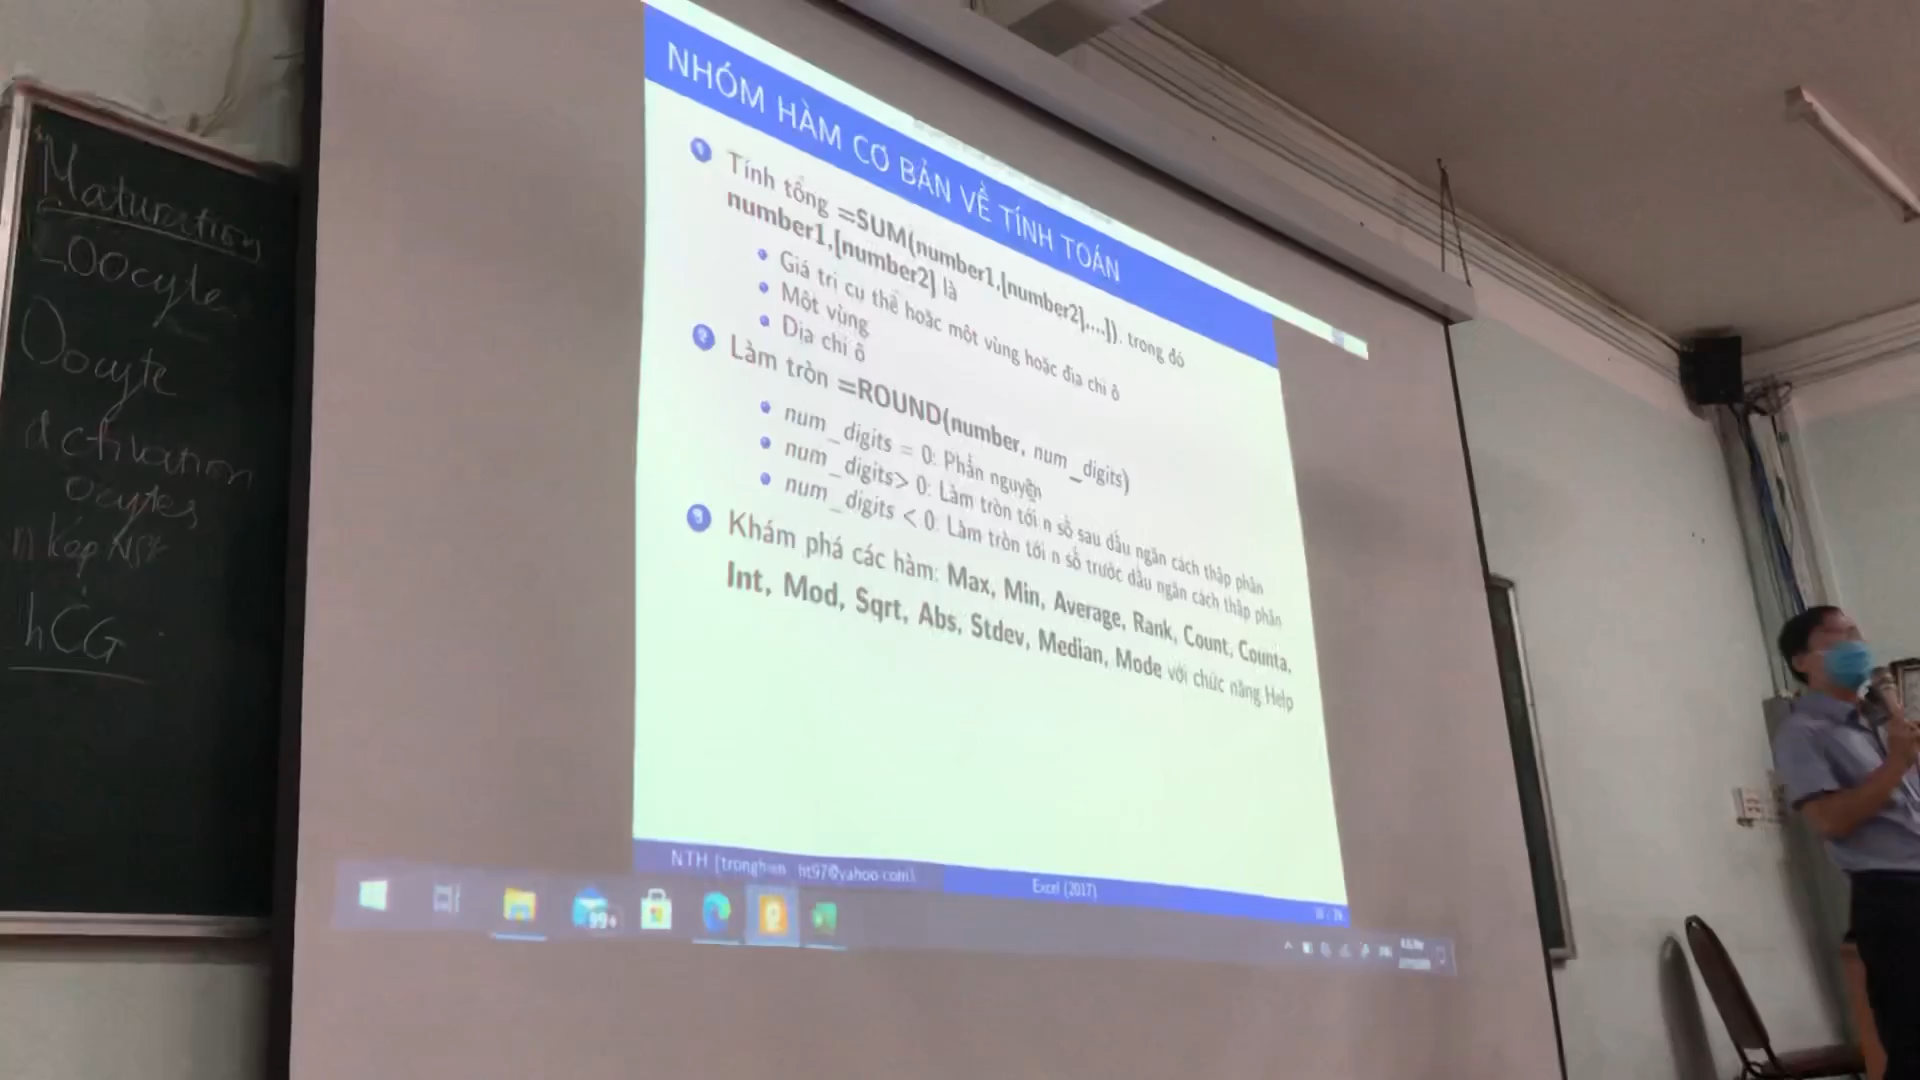 Maturation
Oocyte
Oocyte
activation
oocytes
hCG
NHÓM HÀM CƠ BẢN VỀ TÍNH TOÁN
1 Tính tổng =SUM(number1,[number2],...]). trong đó
number1,[number2] là
Giá trị cụ thể hoặc một vùng hoặc địa chỉ ô
Một vùng
Địa chỉ ô
2 Làm tròn =ROUND(number, num_digits)
num_digits = 0: Phần nguyên
num_digits> 0: Làm tròn tới n số sau dấu ngăn cách thập phân
num_digits < 0: Làm tròn tới n số trước dấu ngăn cách thập phân
3 Khám phá các hàm: Max, Min, Average, Rank, Count, Counta,
Int, Mod, Sqrt, Abs, Stdev, Median, Mode với chức năng Help
NTH
Excel (2017)
99+